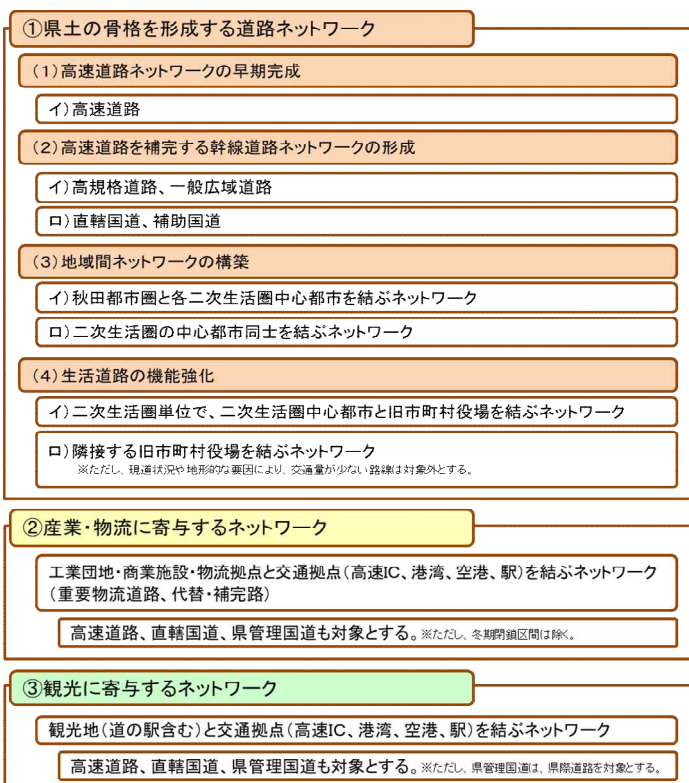 ①県土の骨格を形成する道路ネットワーク
(1)高速道路ネットワークの早期完成
イ)高速道路
(2)高速道路を補完する幹線道路ネットワークの形成
イ)高規格道路、一般広域道路
ロ)直轄国道、補助国道
(3)地域間ネットワークの構築
イ)秋田都市圏と各二次生活圏中心都市を結ぶネットワーク
ロ)二次生活圏の中心都市同士を結ぶネットワーク
(4)生活道路の機能強化
イ)二次生活圏単位で、二次生活圏中心都市と旧市町村役場を結ぶネットワーク
ロ)隣接する旧市町村役場を結ぶネットワーク
※ただし、現道状況や地形的な要因により、交通量が少ない路線は対象外とする。
②産業・物流に寄与するネットワーク
工業団地・商業施設・物流拠点と交通拠点(高速IC、港湾、空港、駅)を結ぶネットワーク
(重要物流道路、代替・補完路)
高速道路、直轄国道、県管理国道も対象とする。※ただし、冬期閉鎖区間は除く。
③観光に寄与するネットワーク
観光地(道の駅含む)と交通拠点(高速IC、港湾、空港、駅)を結ぶネットワーク
高速道路、直轄国道、県管理国道も対象とする。※ただし、県管理国道は、県際道路を対象とする。